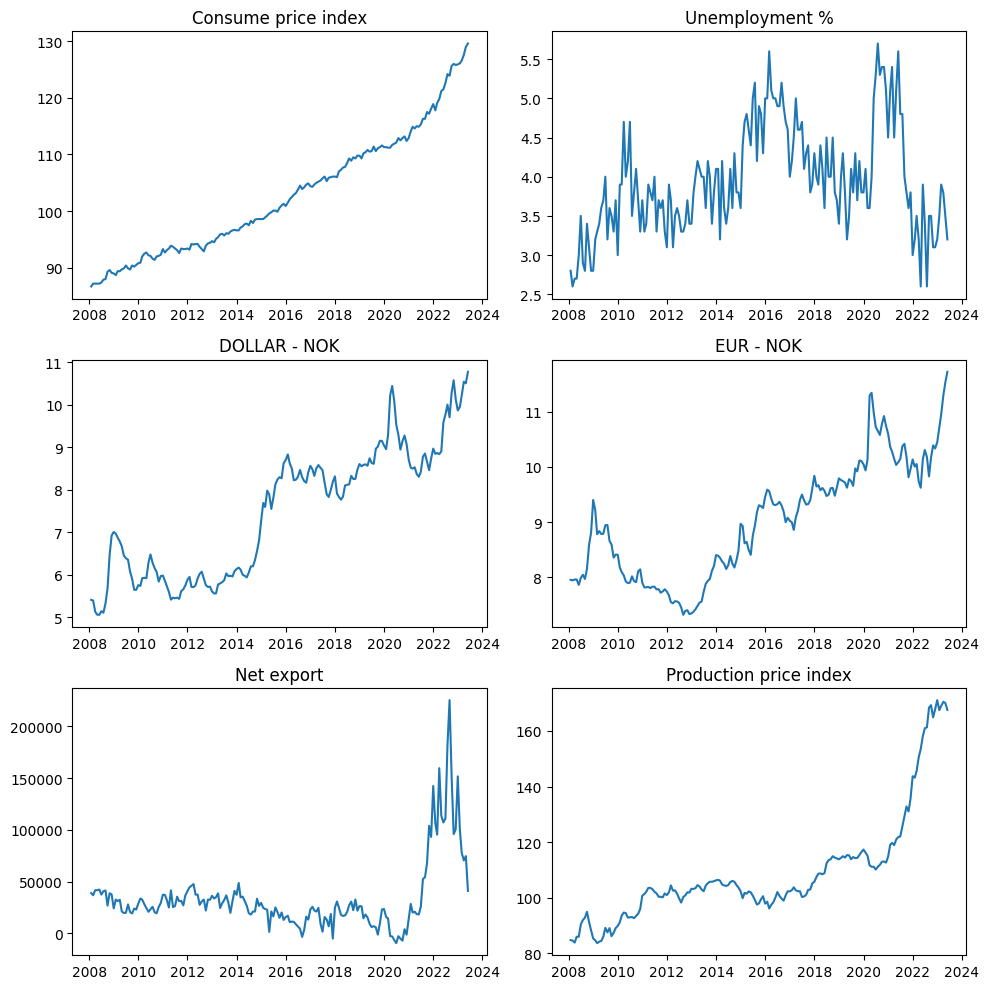 Consume price index
130
120
110
100
90
2008 2010 2012 2014 2016 2018 2020 2022 2024
Unemployment %
5.5
5.0
4.5
4.0
3.5
3.0
2.5
2008 2010 2012 2014 2016 2018 2020 2022 2024
DOLLAR - NOK
11
10
9
8
7
6
5
2008 2010 2012 2014 2016 2018 2020 2022 2024
EUR - NOK
11
10
9
8
2008 2010 2012 2014 2016 2018 2020 2022 2024
Net export
200000
150000
100000
50000
0
2008 2010 2012 2014 2016 2018 2020 2022 2024
Production price index
160
140
120
100
80
2008 2010 2012 2014 2016 2018 2020 2022 2024